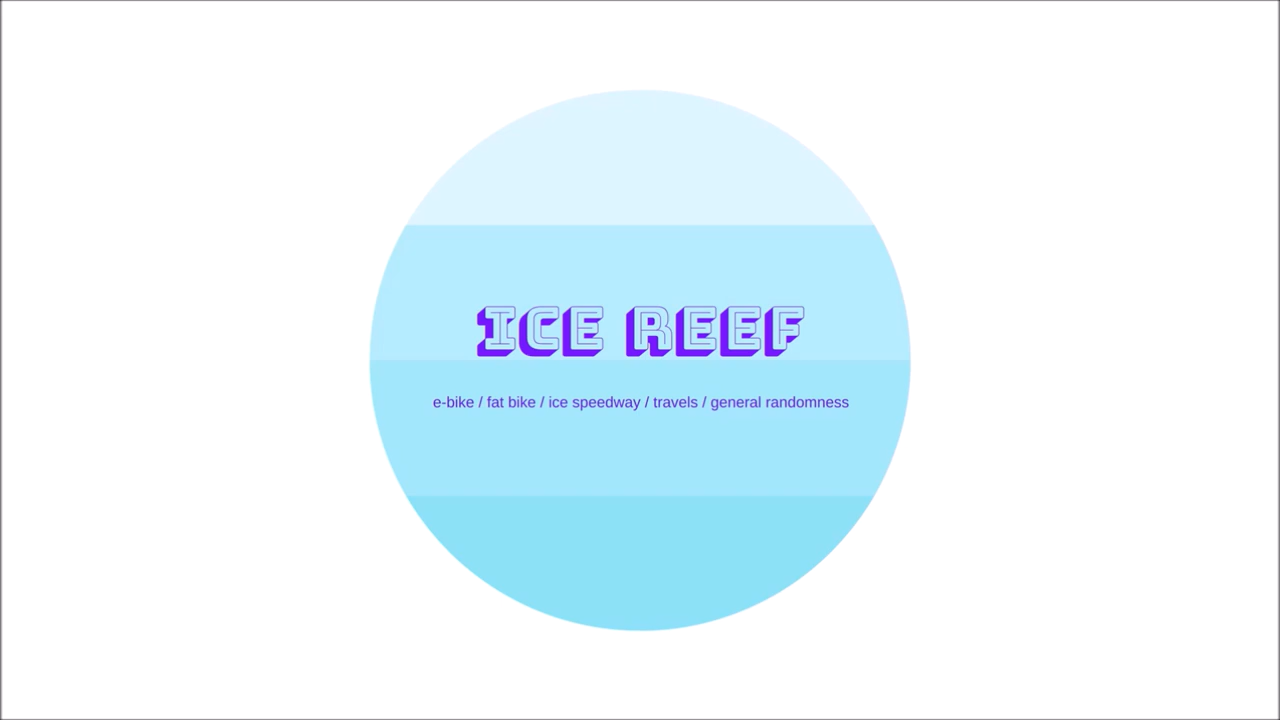 ICE REEF
e-bike / fat bike / ice speedway / travels / general randomness